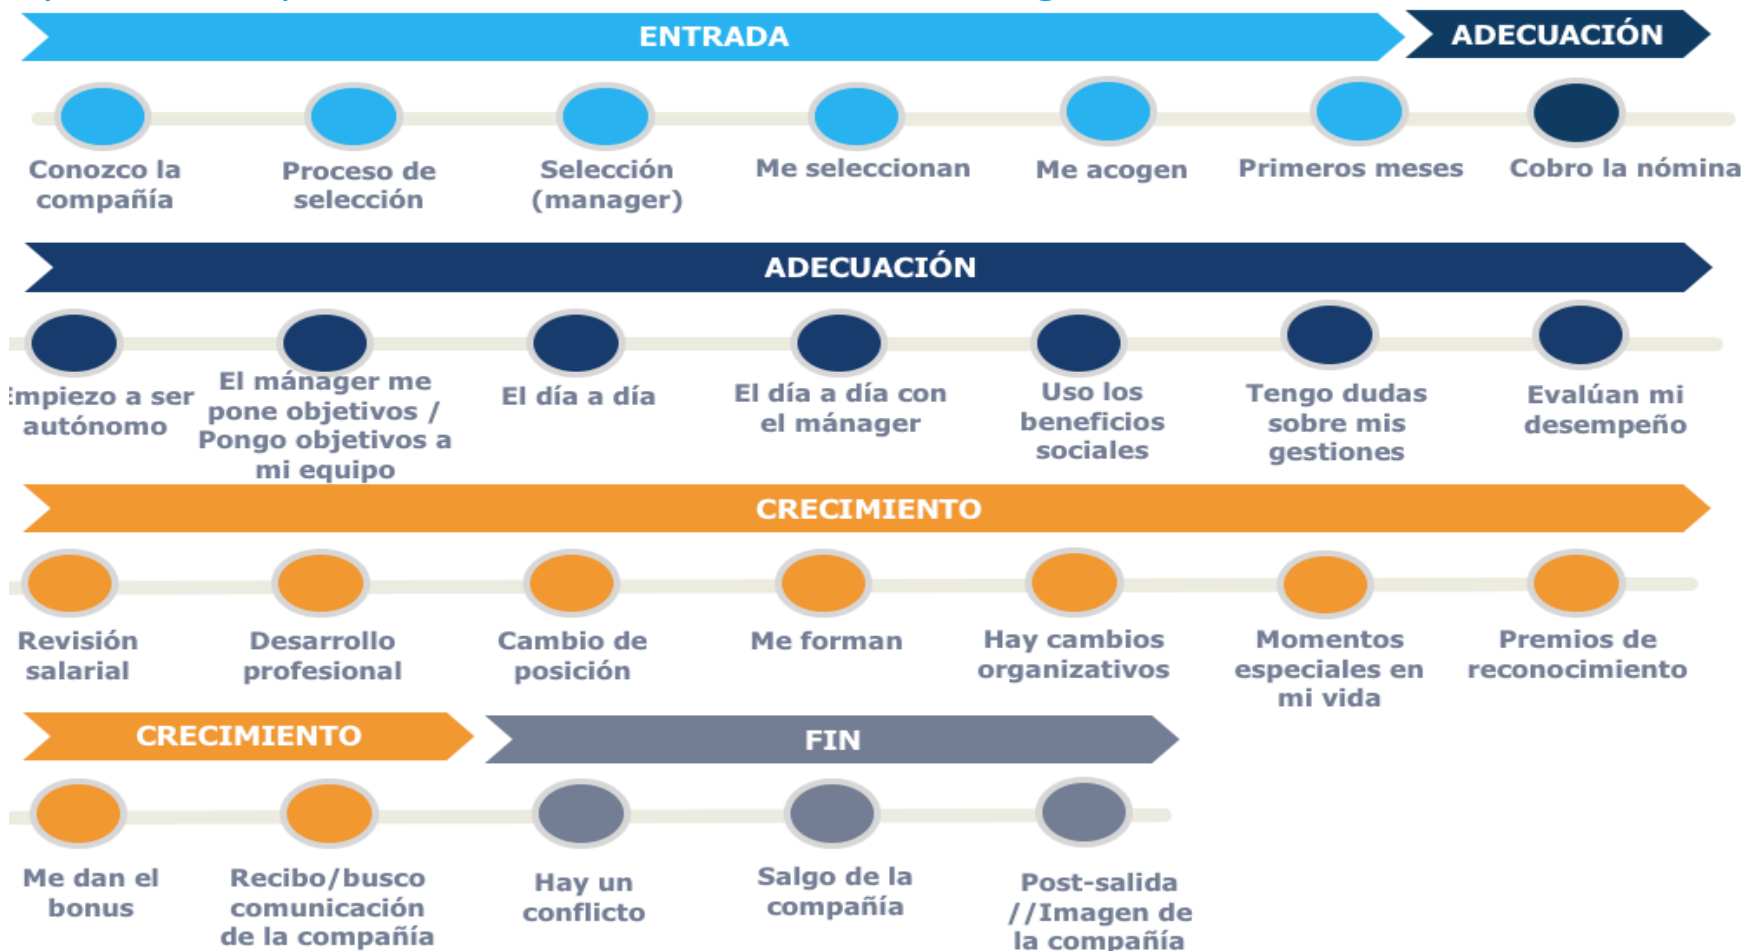 ENTRADA
ADECUACIÓN
Conozco la
compañía
Proceso de
selección
Selección
(manager)
Me seleccionan
Me acogen
Primeros meses
Cobro la nómina
ADECUACIÓN
Empiezo a ser
autónomo
El mánager me
pone objetivos /
Pongo objetivos a
mi equipo
El día a día
El día a día con
el mánager
Uso los
beneficios
sociales
Tengo dudas
sobre mis
gestiones
Evalúan mi
desempeño
CRECIMIENTO
Revisión
salarial
Desarrollo
profesional
Cambio de
posición
Me forman
Hay cambios
organizativos
Momentos
especiales en
mi vida
Premios de
reconocimiento
CRECIMIENTO
FIN
Me dan el
bonus
Recibo/busco
comunicación
de la compañía
Hay un
conflicto
Salgo de la
compañía
Post-salida
//Imagen de
la compañía